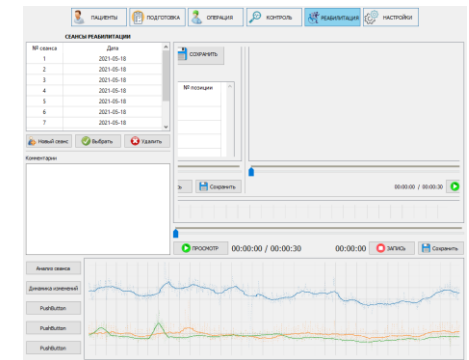 ПАЦИЕНТЫ ПОДГОТОВКА ОПЕРАЦИЯ КОНТРОЛЬ РЕАБИЛИТАЦИЯ НАСТРОЙКИ
СЕАНСЫ РЕАБИЛИТАЦИИ
№ сеанса Дата
1 2021-05-18
2 2021-05-18
3 2021-05-18
4 2021-05-18
5 2021-05-18
6 2021-05-18
7 2021-05-18
СОХРАНИТЬ
№ позиции
Новый сеанс Выбрать Удалить
Комментарии
ь Сохранить
00:00:00 / 00:00:30
ПРОСМОТР 00:00:00 / 00:00:30 00:00:00 ЗАПИСЬ Сохранить
Анализ сеанса
Динамика изменений
PushButton
PushButton
PushButton